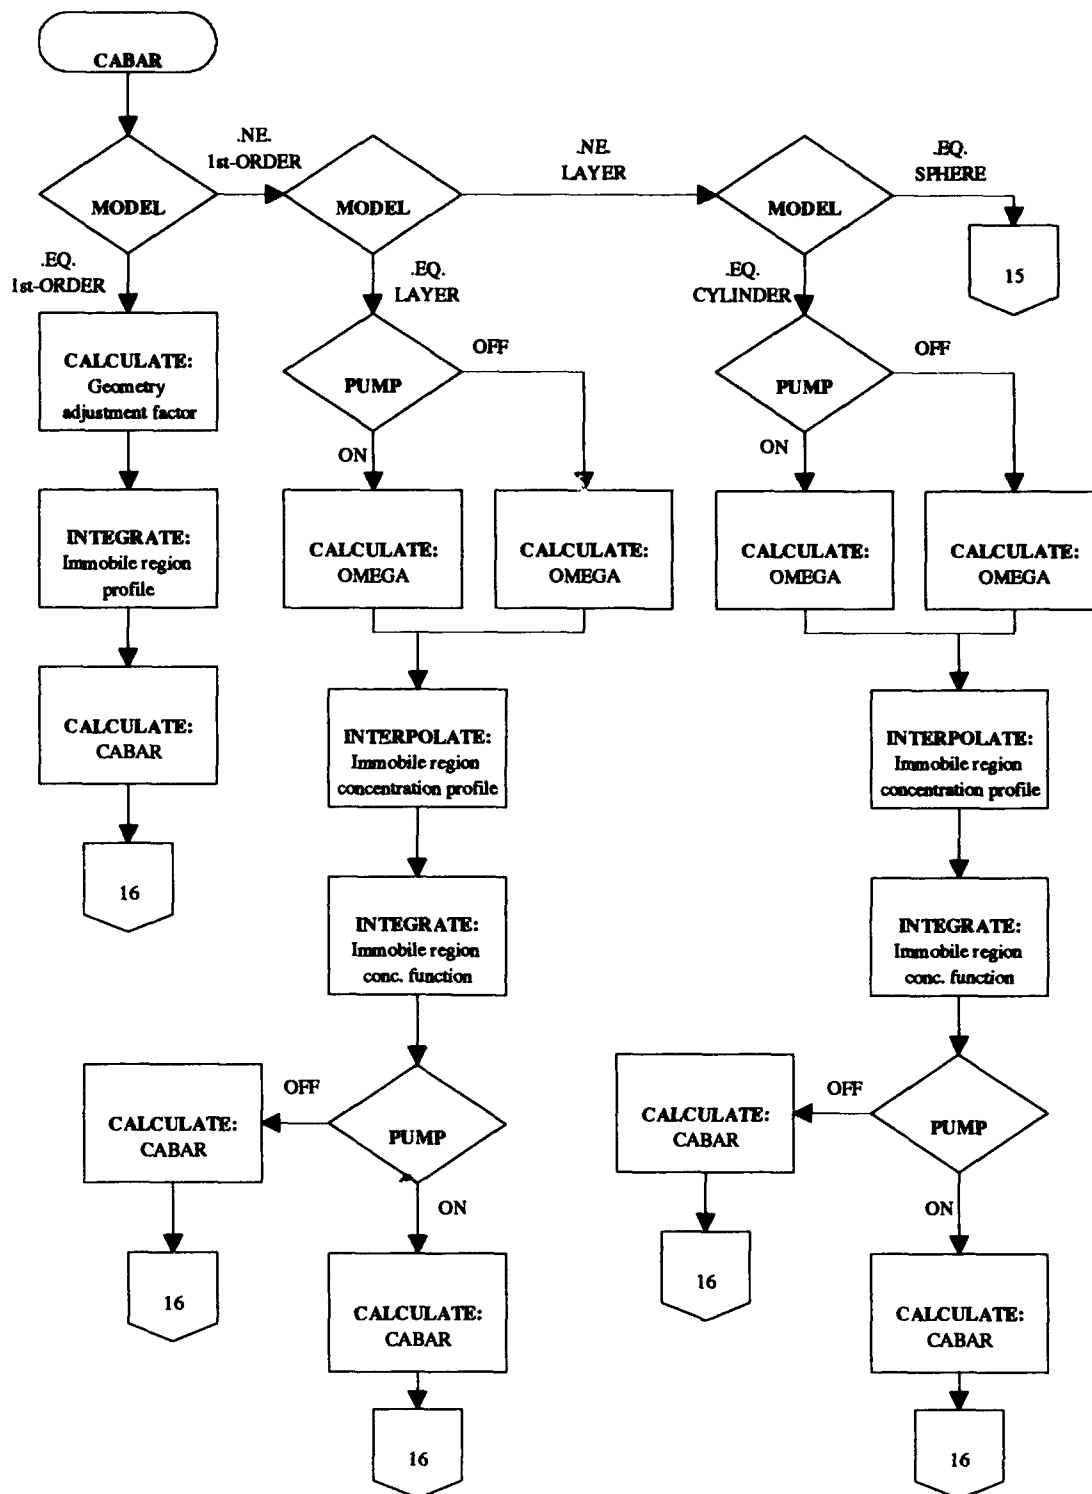 CABAR
.NE.
1st-ORDER
.NE.
LAYER
.EQ.
SPHERE
MODEL
MODEL
MODEL
15
.EQ.
1st-ORDER
.EQ.
LAYER
.EQ.
CYLINDER
CALCULATE:
Geometry
adjustment factor
PUMP
OFF
ON
PUMP
OFF
ON
INTEGRATE:
Immobile region
profile
CALCULATE:
OMEGA
CALCULATE:
OMEGA
CALCULATE:
OMEGA
CALCULATE:
OMEGA
CALCULATE:
CABAR
INTERPOLATE:
Immobile region
concentration profile
INTERPOLATE:
Immobile region
concentration profile
16
INTEGRATE:
Immobile region
conc. function
INTEGRATE:
Immobile region
conc. function
CALCULATE:
CABAR
OFF
PUMP
ON
CALCULATE:
CABAR
OFF
PUMP
ON
16
CALCULATE:
CABAR
16
CALCULATE:
CABAR
16
16